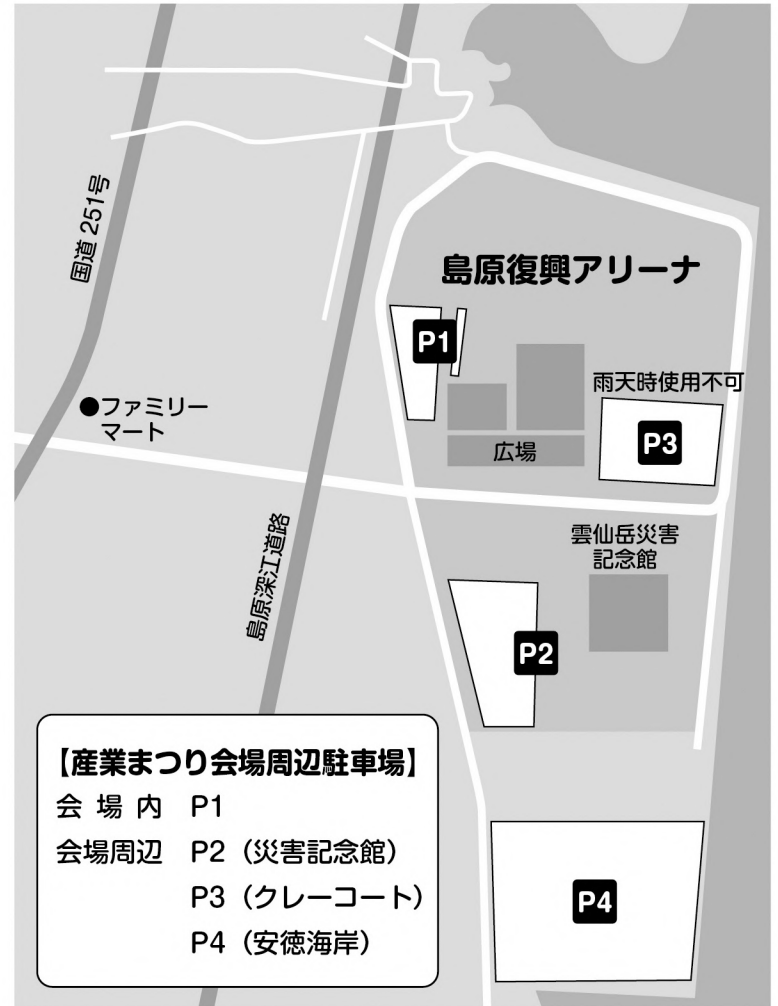 国道251号
島原復興アリーナ
P1
雨天時使用不可
P3
●ファミリー
マート
広場
島原深江道路
雲仙岳災害
記念館
P2
【産業まつり会場周辺駐車場】
会場内 P1
会場周辺 P2（災害記念館）
P3（クレーコート）
P4（安徳海岸）
P4